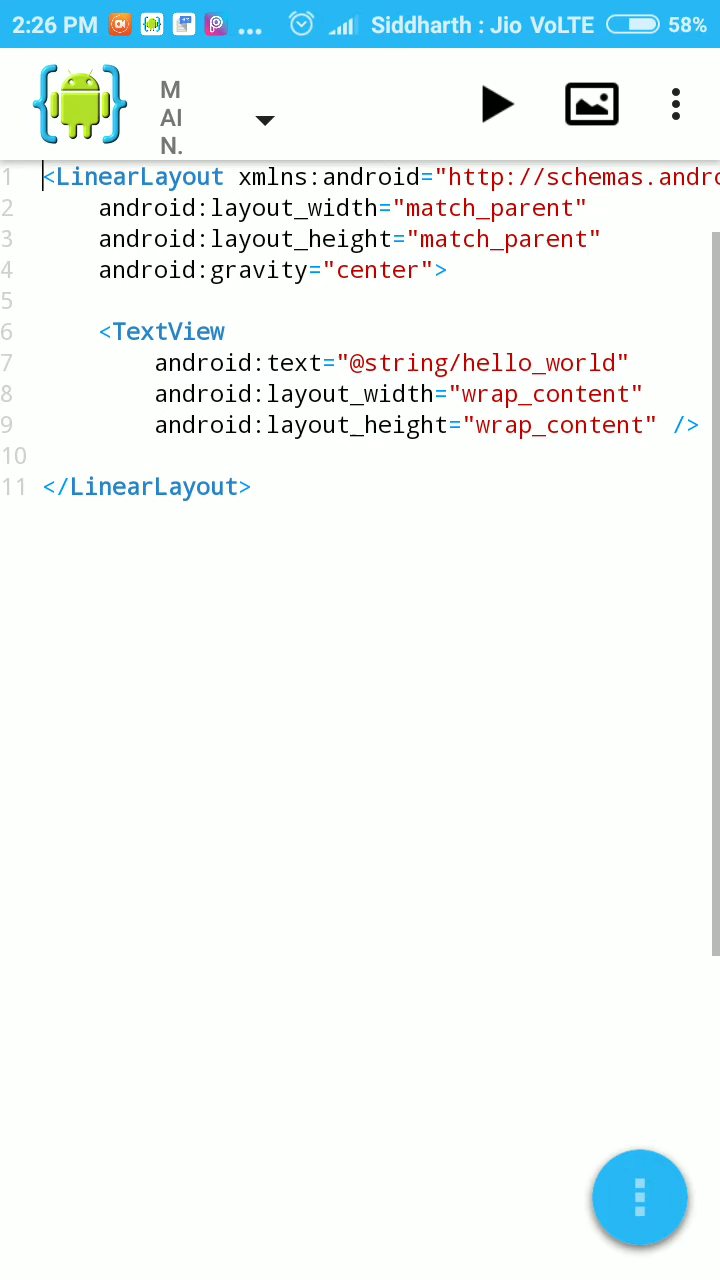 2:26 PM ... Siddharth : Jio VoLTE 58%
M
AI
N.
1 <LinearLayout xmlns:android="http://schemas.andro
2 android:layout_width="match_parent"
3 android:layout_height="match_parent"
4 android:gravity="center">
5
6 <TextView
7 android:text="@string/hello_world"
8 android:layout_width="wrap_content"
9 android:layout_height="wrap_content" />
10
11 </LinearLayout>